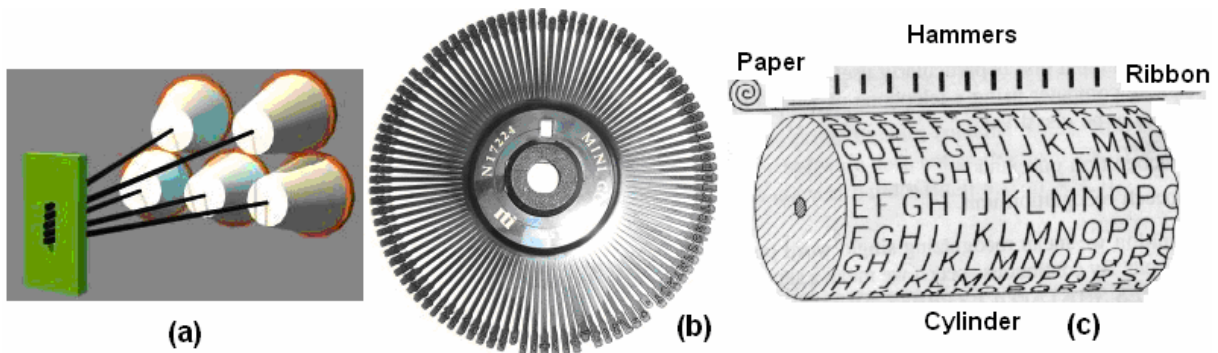 Hammers
Paper
Ribbon
N17224
MINI
BCDEFGHIJKLMN
CDEFGHIJKLMNO
DEFGHIJKLMNOP
EFGHIJKLMNOPQ
FGHIJKLMNOPQR
GHIJKLMNOPQRS
HIJKLMNOPQRST
Cylinder
(a)
(b)
(c)